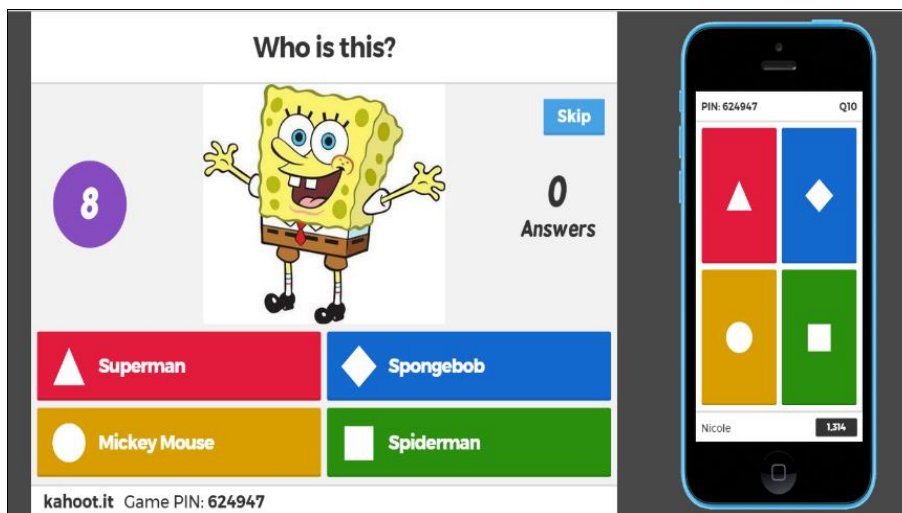 Who is this?
Skip
8
0
Answers
Superman
Spongebob
Mickey Mouse
Spiderman
kahoot.it Game PIN: 624947
PIN: 624947 Q10
Nicole 1,314